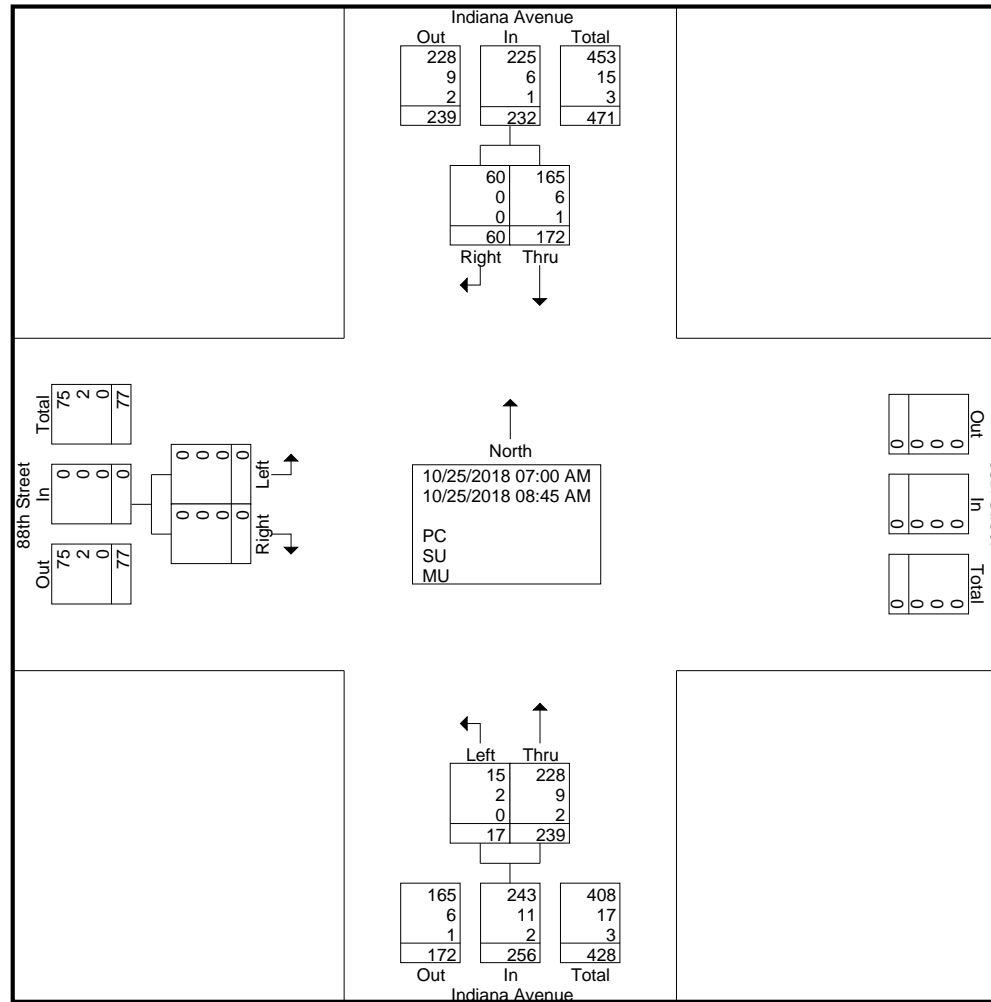 Indiana Avenue
Out In Total
228 225 453
9 6 15
2 1 3
239 232 471
60 165
0 6
0 1
60 172
Right Thru
88th Street
Total
75 2 0 77
In
0 0 0 0
Out
75 2 0 77
Left
0 0 0 0
Right
0 0 0 0
North
10/25/2018 07:00 AM
10/25/2018 08:45 AM
PC
SU
MU
Out
0 0 0 0
In
0 0 0 0
Total
0 0 0 0
Left Thru
15 228
2 9
0 2
17 239
165 243 408
6 11 17
1 2 3
172 256 428
Out In Total
Indiana Avenue